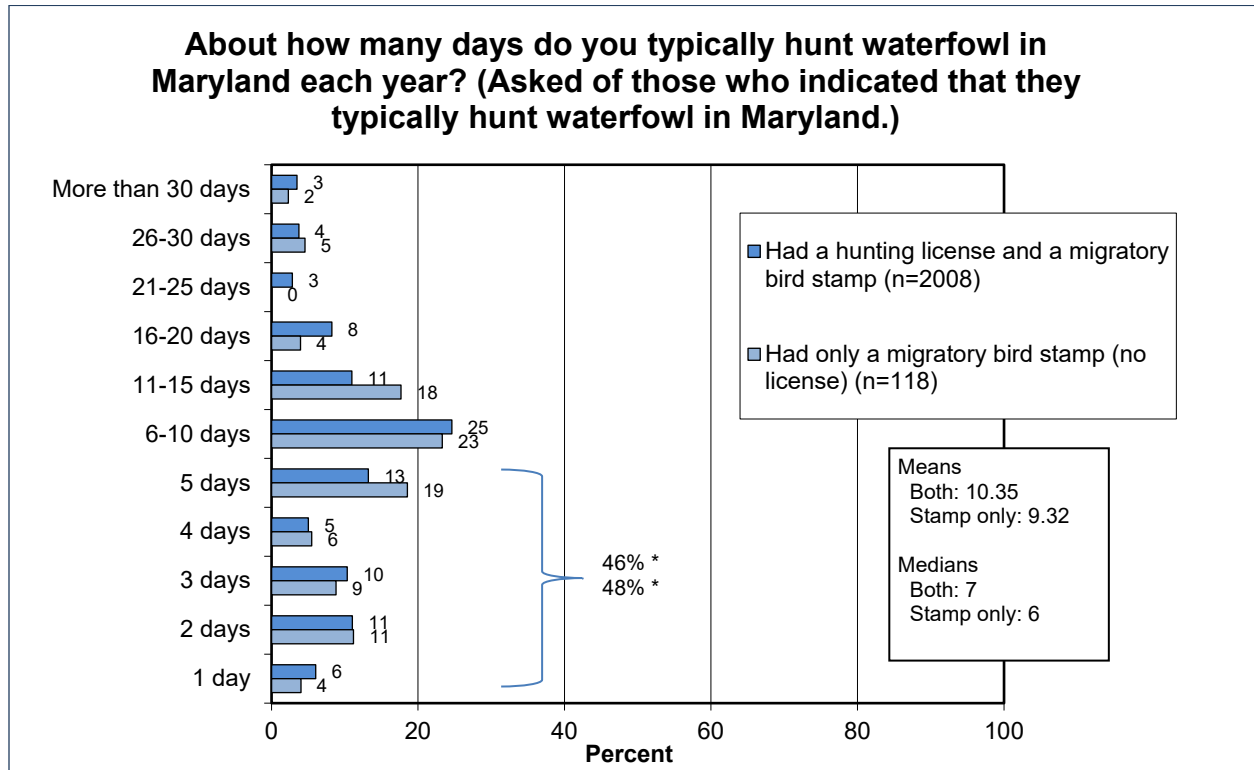 About how many days do you typically hunt waterfowl in
Maryland each year? (Asked of those who indicated that they
typically hunt waterfowl in Maryland.)
More than 30 days
3
2
26-30 days
4
5
21-25 days
3
0
16-20 days
8
4
11-15 days
11
18
6-10 days
25
23
5 days
13
19
4 days
5
6
3 days
10
9
2 days
11
11
1 day
6
4
46% *
48% *
0 20 40 60 80 100
Percent
Had a hunting license and a migratory
bird stamp (n=2008)
Had only a migratory bird stamp (no
license) (n=118)
Means
Both: 10.35
Stamp only: 9.32
Medians
Both: 7
Stamp only: 6